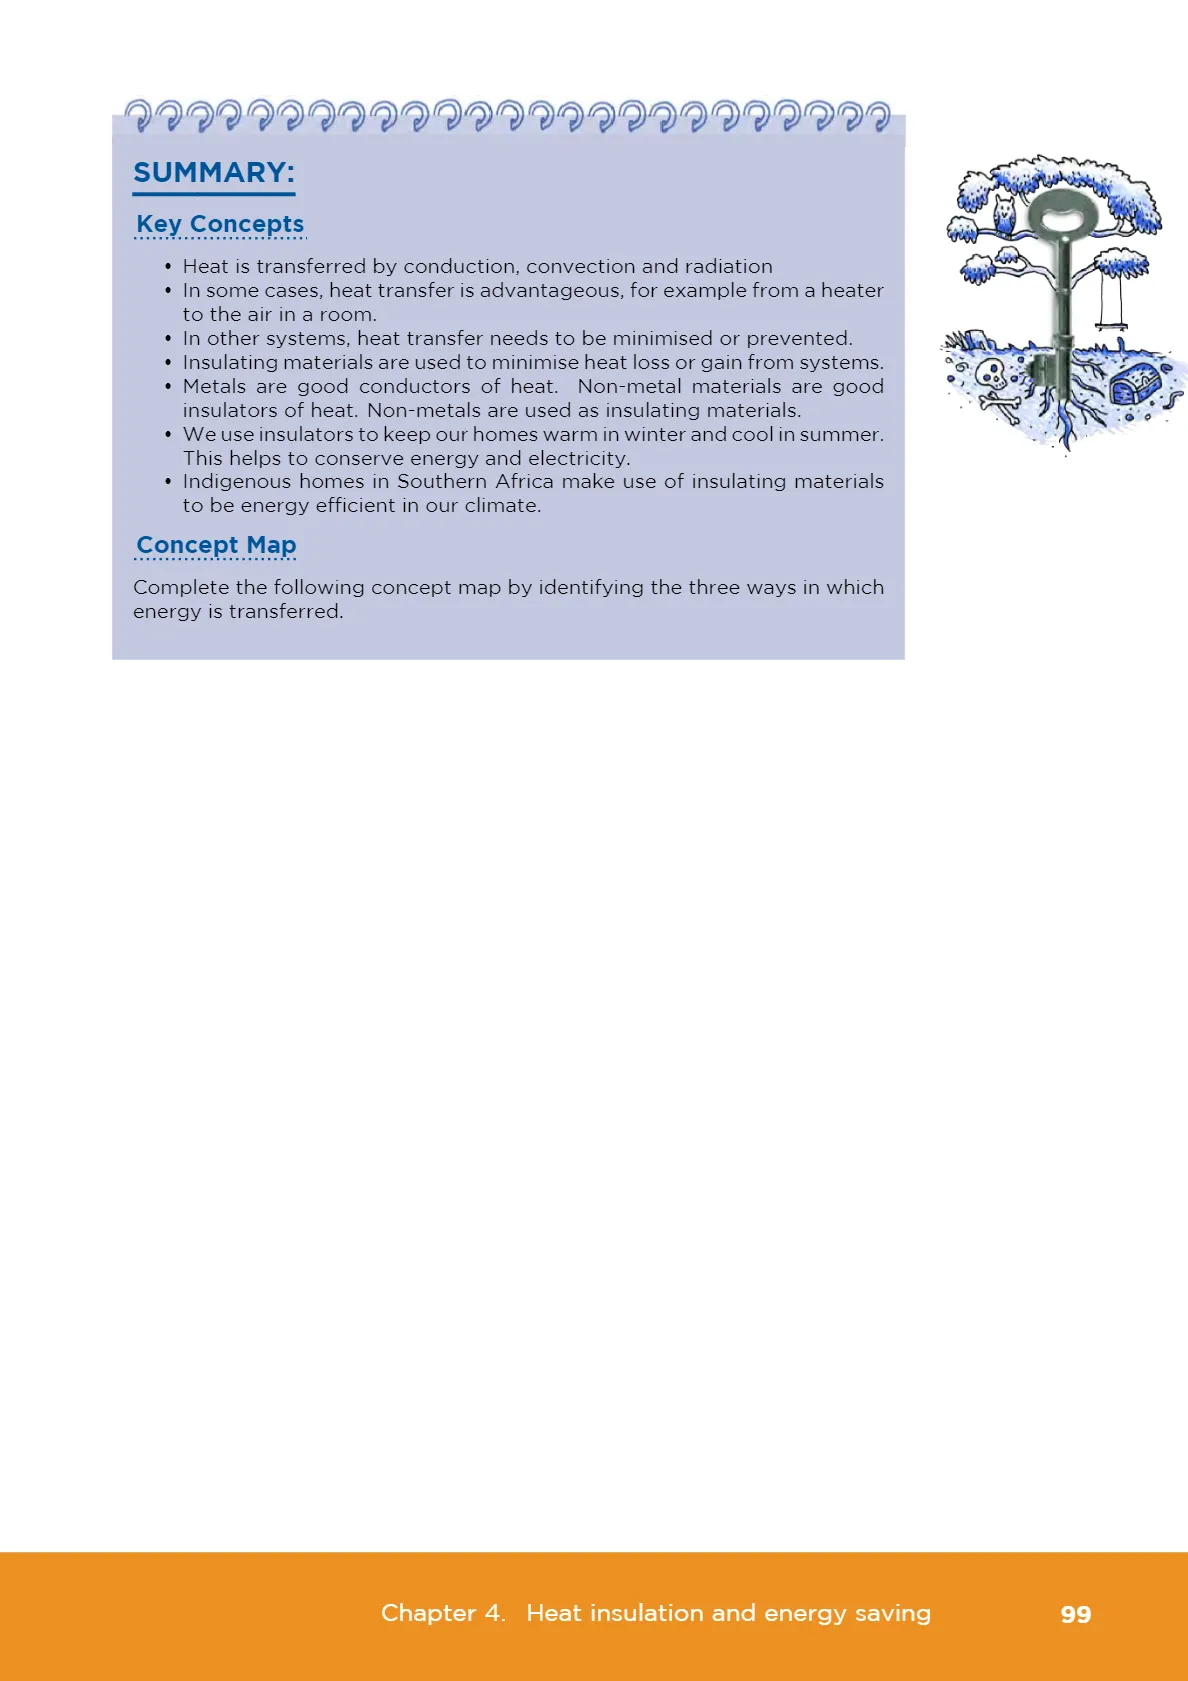 SUMMARY:
Key Concepts
• Heat is transferred by conduction, convection and radiation
• In some cases, heat transfer is advantageous, for example from a heater
to the air in a room.
• In other systems, heat transfer needs to be minimised or prevented.
• Insulating materials are used to minimise heat loss or gain from systems.
• Metals are good conductors of heat. Non-metal materials are good
insulators of heat. Non-metals are used as insulating materials.
• We use insulators to keep our homes warm in winter and cool in summer.
This helps to conserve energy and electricity.
• Indigenous homes in Southern Africa make use of insulating materials
to be energy efficient in our climate.
Concept Map
Complete the following concept map by identifying the three ways in which
energy is transferred.
Chapter 4. Heat insulation and energy saving 99